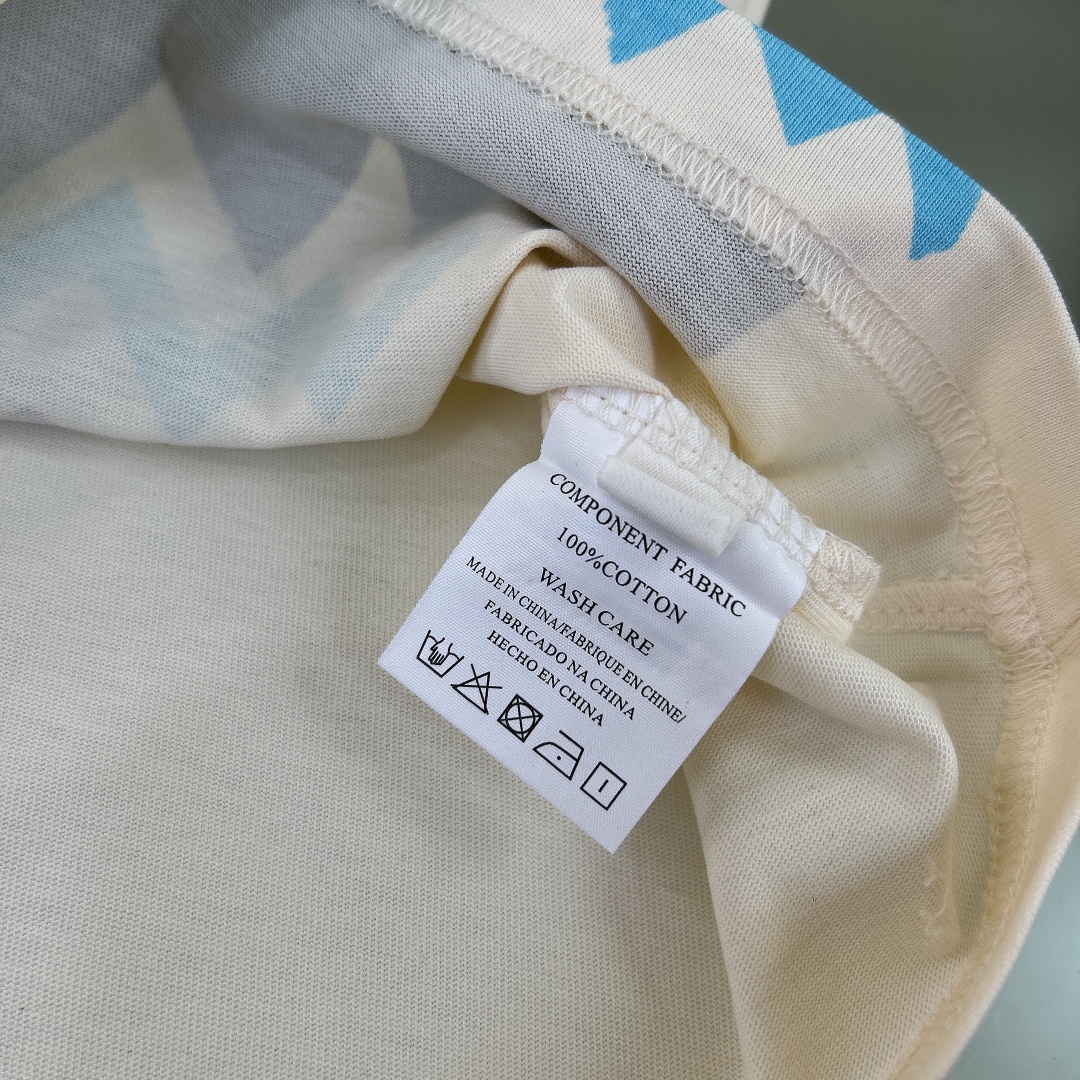 COMPONENT FABRIC
100%COTTON
WASH CARE
MADE IN CHINA/FABRIQUE EN CHINE/
FABRICADO NA CHINA
HECHO EN CHINA